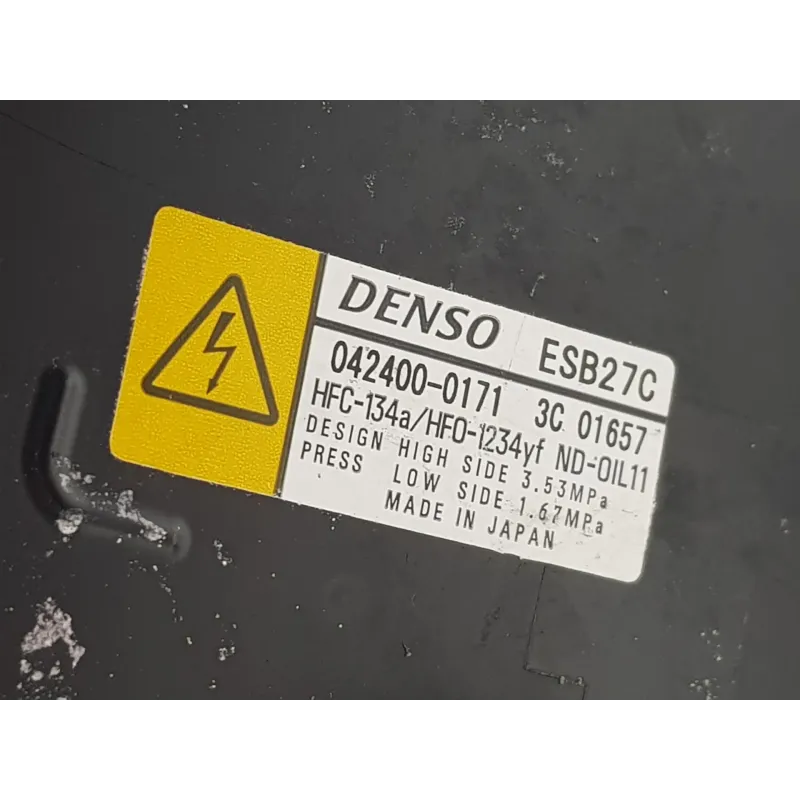 DENSO ESB27C
042400-0171 3C 01657
HFC-134a/HFO-1234yf ND-OIL11
DESIGN HIGH SIDE 3.53MPa
PRESS LOW SIDE 1.67MPa
MADE IN JAPAN